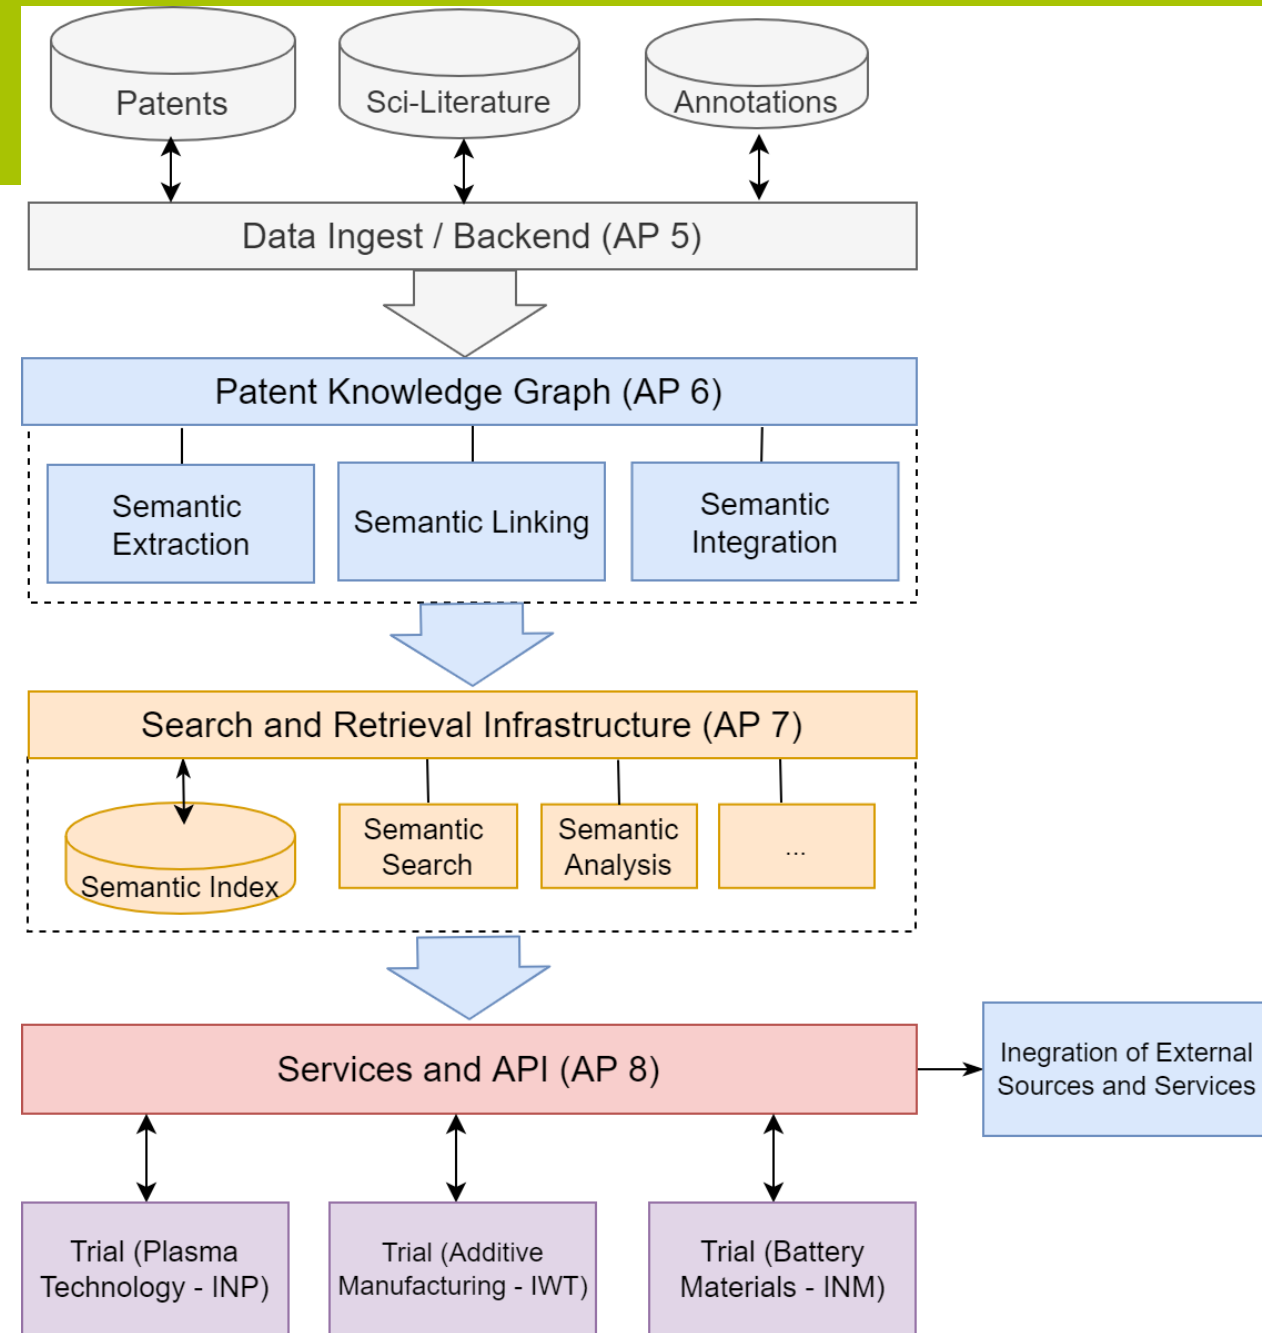 Patents
Sci-Literature
Annotations
Data Ingest / Backend (AP 5)
Patent Knowledge Graph (AP 6)
Semantic
Extraction
Semantic Linking
Semantic
Integration
Search and Retrieval Infrastructure (AP 7)
Semantic Index
Semantic
Search
Semantic
Analysis
...
Services and API (AP 8)
Inegration of External
Sources and Services
Trial (Plasma
Technology - INP)
Trial (Additive
Manufacturing - IWT)
Trial (Battery
Materials - INM)